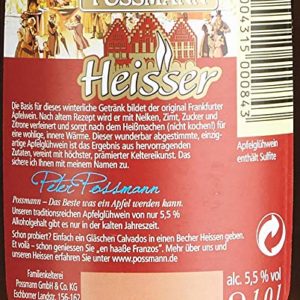 POSSMANN
Heisser
Die Basis für dieses winterliche Getränk bildet der original Frankfurter
Apfelwein. Nach altem Rezept wird er mit Nelken, Zimt, Zucker und
Zitrone verfeinert und sorgt nach dem Heißmachen (nicht kochen!) für
eine wohlige, innere Wärme. Dieser wunderbar abgestimmte, einzig-
artige Apfelglühwein ist das Ergebnis aus hervorragenden
Zutaten, vereint mit höchster, prämierter Kelterkunst. Das
sichere ich Ihnen mit meinem Namen zu.
Peter Possmann
Possmann – Das Beste was ein Apfel werden kann.
Unseren traditionsreichen Apfelglühwein von nur 5,5 %
Alkoholgehalt gibt es nur in der kalten Jahreszeit.
Schon probiert? Einfach ein Gläschen Calvados in einen Becher Heissen geben.
Et voilà – schon genießen Sie „en haaße Franzos“. Mehr über unseren
Heissen erfahren Sie unter www.possmann.de.
Familienkelterei
Possmann GmbH & Co. KG
Eschborner Landstr. 156-162
Apfelglühwein
enthält Sulfite
alc. 5,5 % vol
004315 000843